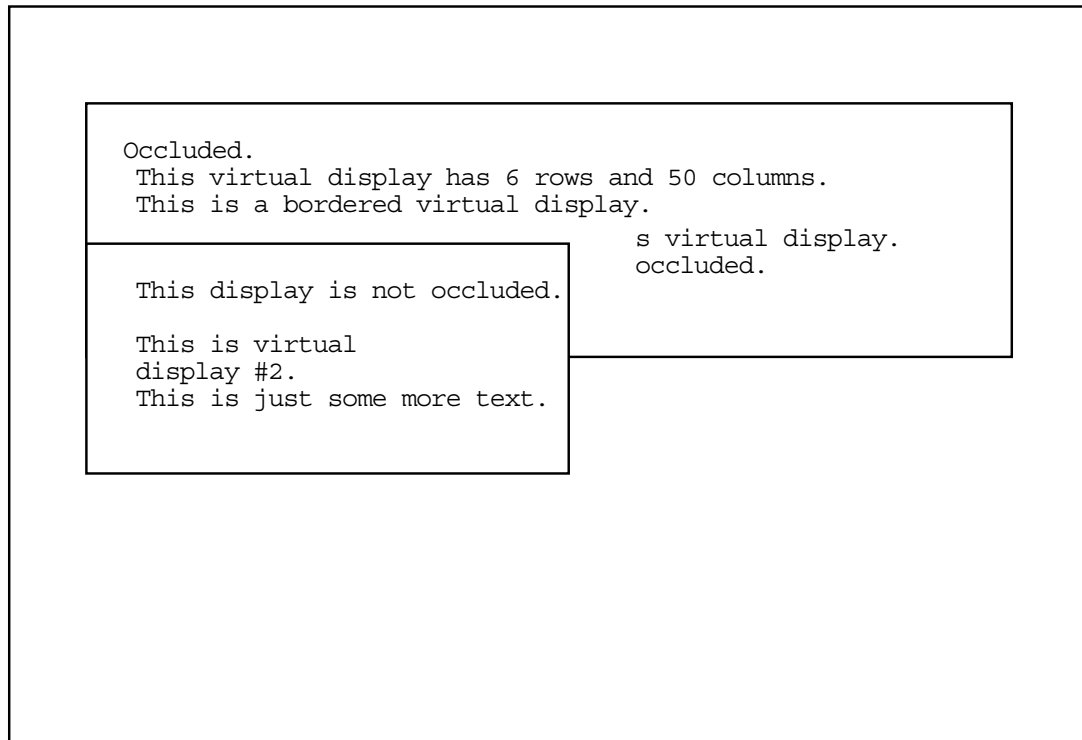 Occluded.
This virtual display has 6 rows and 50 columns.
This is a bordered virtual display.
s virtual display.
occluded.
This display is not occluded.
This is virtual
display #2.
This is just some more text.